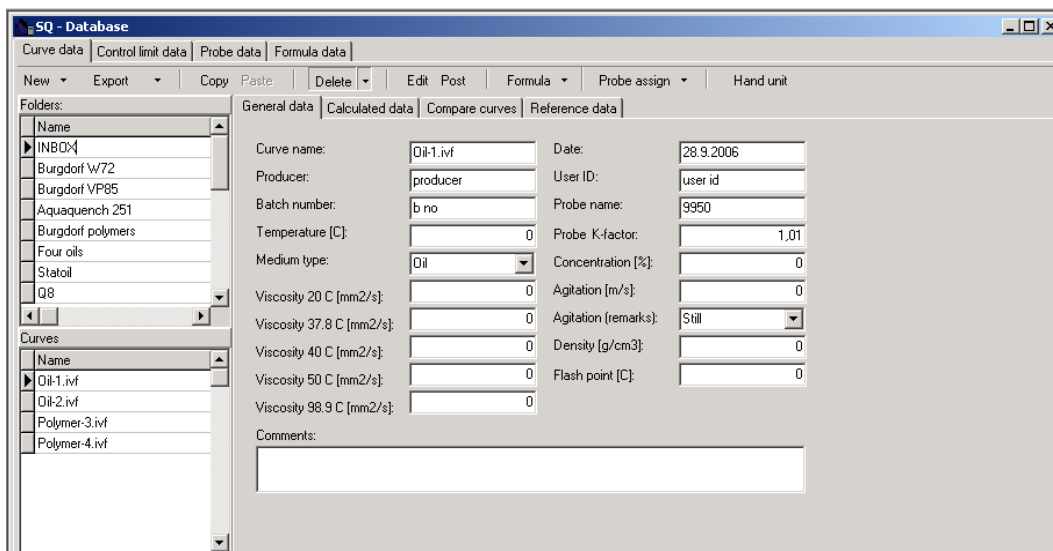 SQ - Database
Curve data Control limit data Probe data Formula data
New Export Copy Paste Delete Edit Post Formula Probe assign Hand unit
Folders:
Name
INBOX
Burgdorf W72
Burgdorf VP85
Aquaquench 251
Burgdorf polymers
Four oils
Statoil
Q8
Curves
Name
Oil-1.ivf
Oil-2.ivf
Polymer-3.ivf
Polymer-4.ivf
General data Calculated data Compare curves Reference data
Curve name: Oil-1.ivf Date: 28.9.2006
Producer: producer User ID: user id
Batch number: b no Probe name: 9950
Temperature [C]: 0 Probe K-factor: 1,01
Medium type: Oil Concentration [%]: 0
Viscosity 20 C [mm2/s]: 0 Agitation [m/s]: 0
Viscosity 37.8 C [mm2/s]: 0 Agitation (remarks): Still
Viscosity 40 C [mm2/s]: 0 Density [g/cm3]: 0
Viscosity 50 C [mm2/s]: 0 Flash point [C]: 0
Viscosity 98.9 C [mm2/s]: 0
Comments: